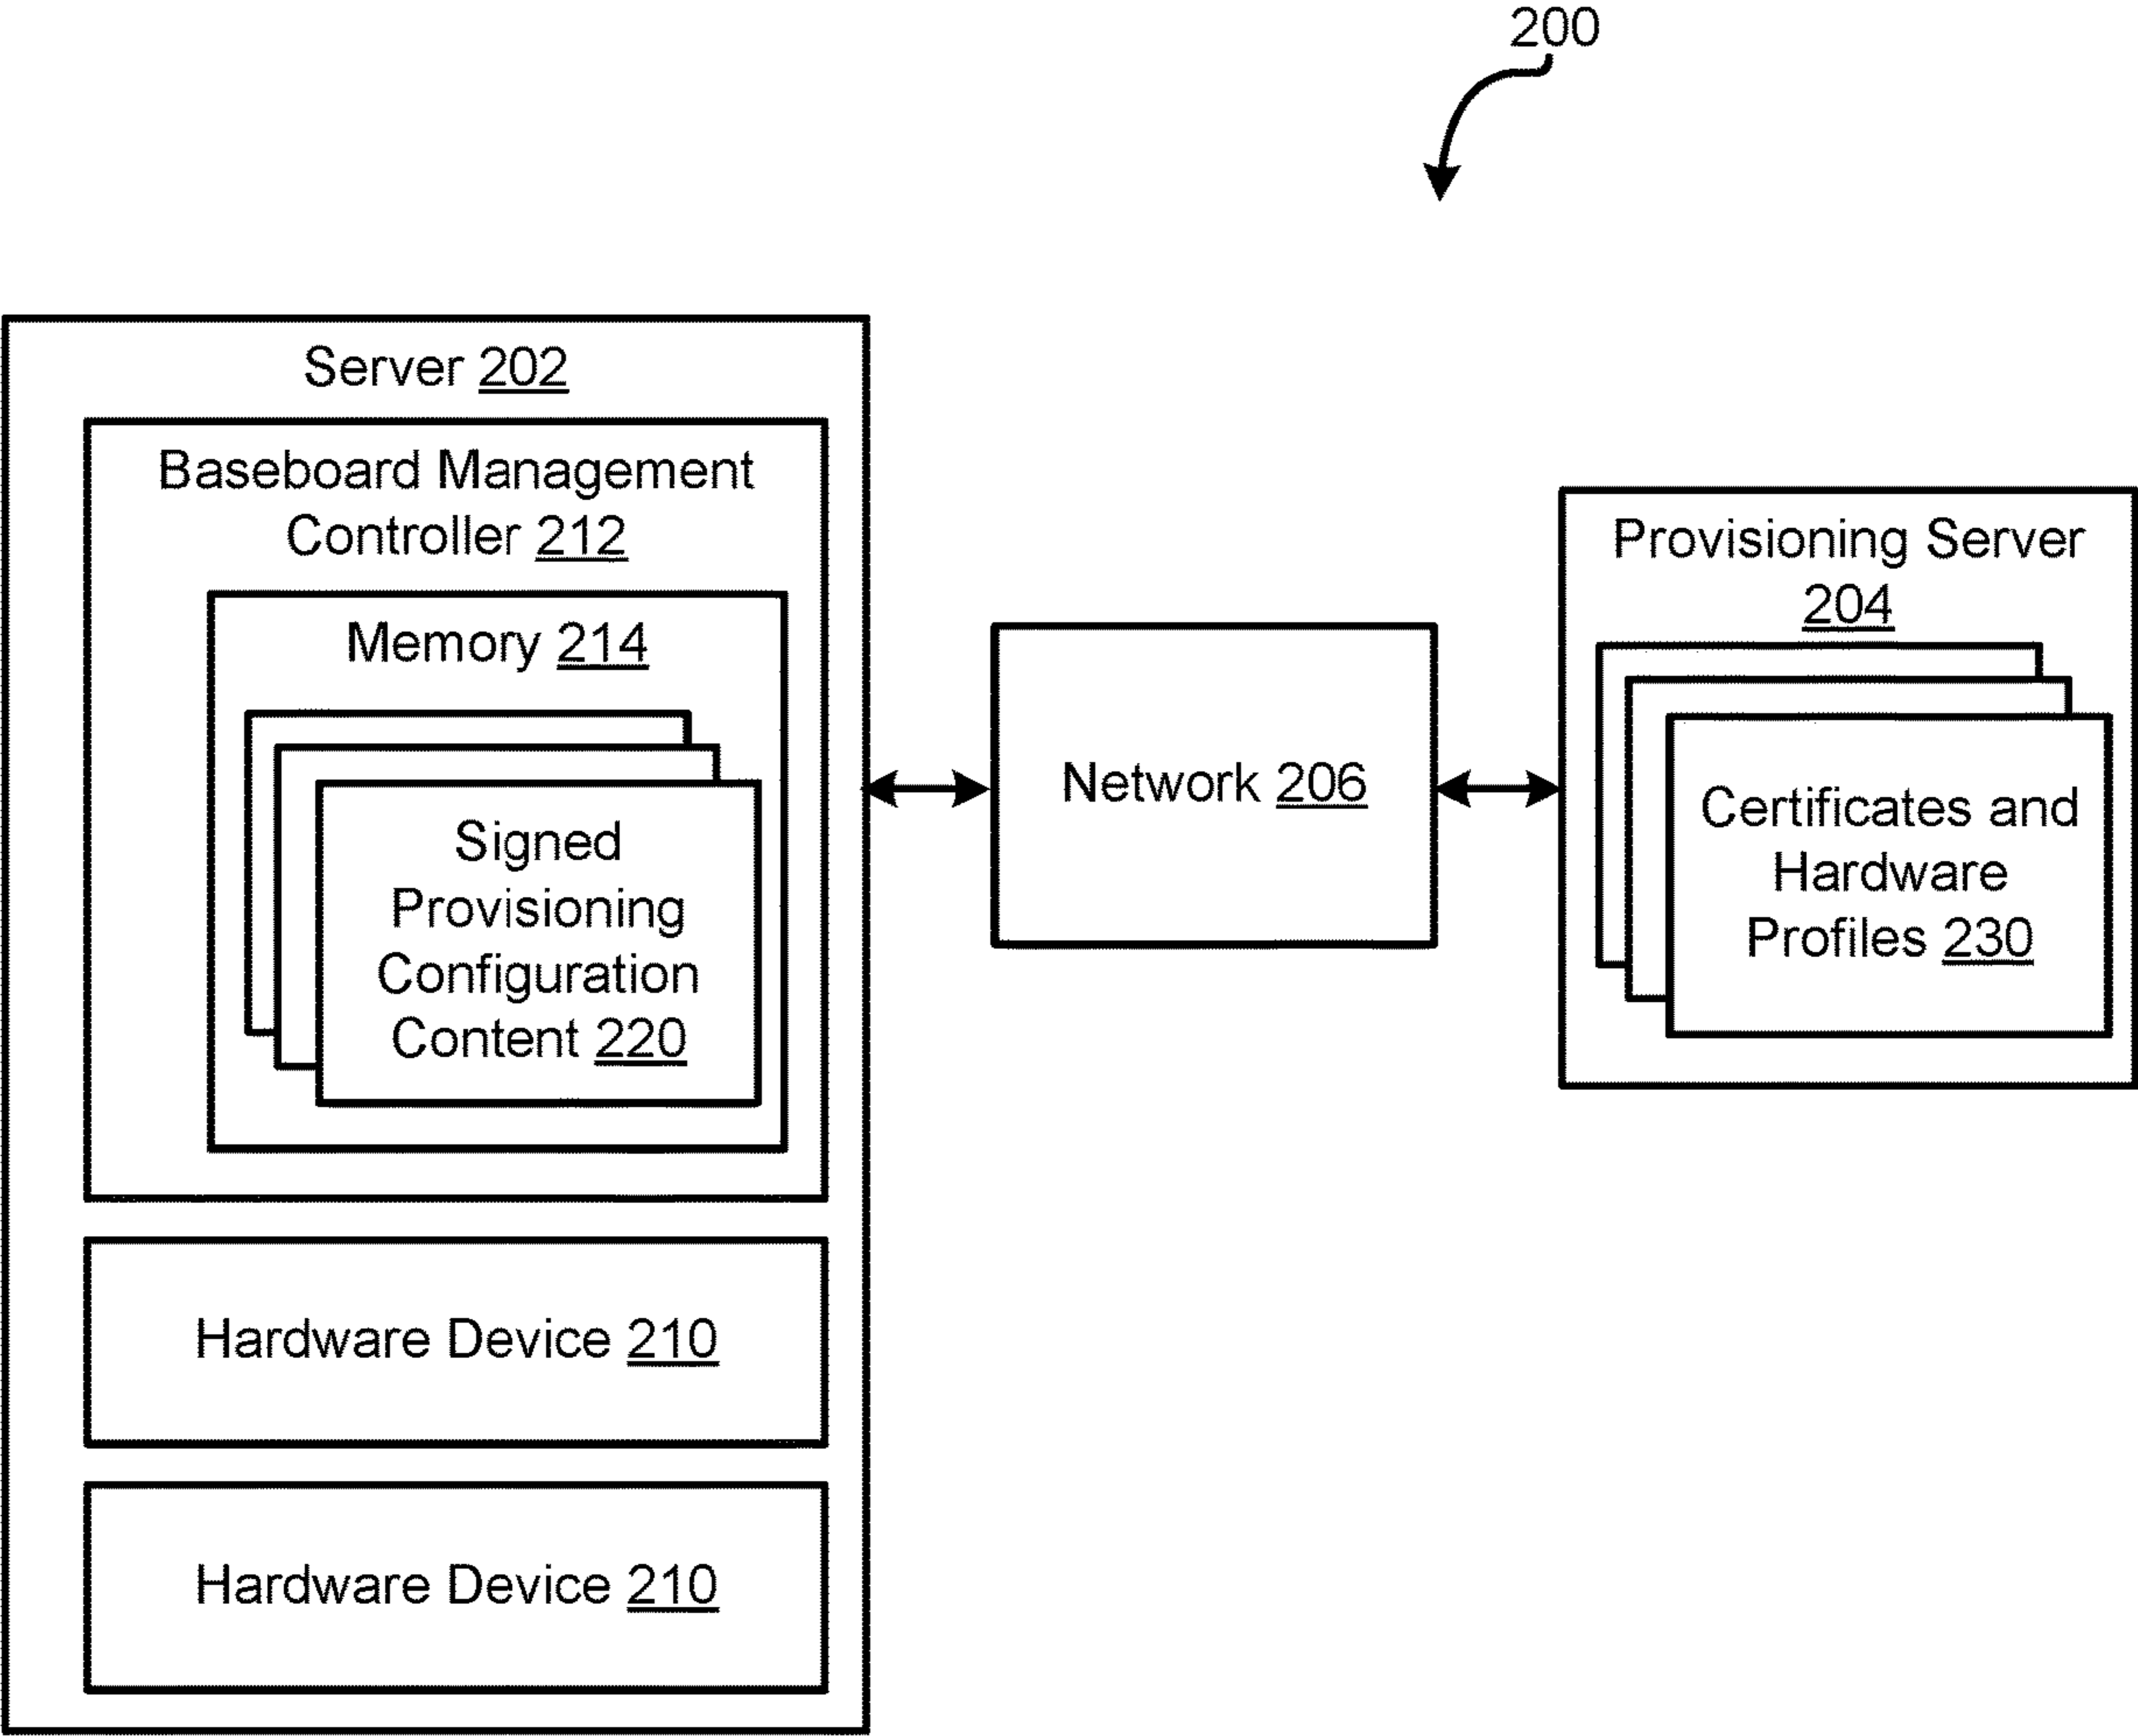 200
Server 202
Baseboard Management
Controller 212
Memory 214
Signed
Provisioning
Configuration
Content 220
Hardware Device 210
Hardware Device 210
Network 206
Provisioning Server
204
Certificates and
Hardware
Profiles 230